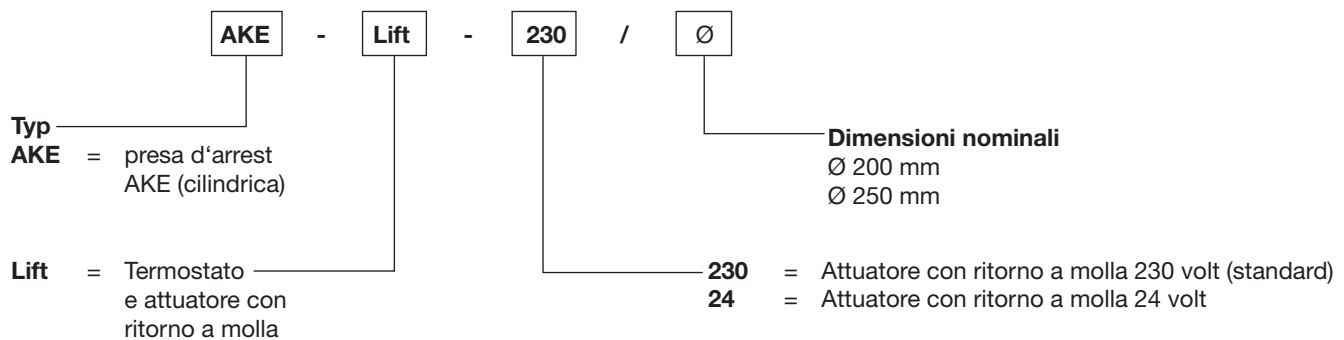 AKE - Lift - 230 / Ø
Typ
AKE = presa d‘arrest
AKE (cilindrica)
Dimensioni nominali
Ø 200 mm
Ø 250 mm
Lift = Termostato
e attuatore con
ritorno a molla
230 = Attuatore con ritorno a molla 230 volt (standard)
24 = Attuatore con ritorno a molla 24 volt